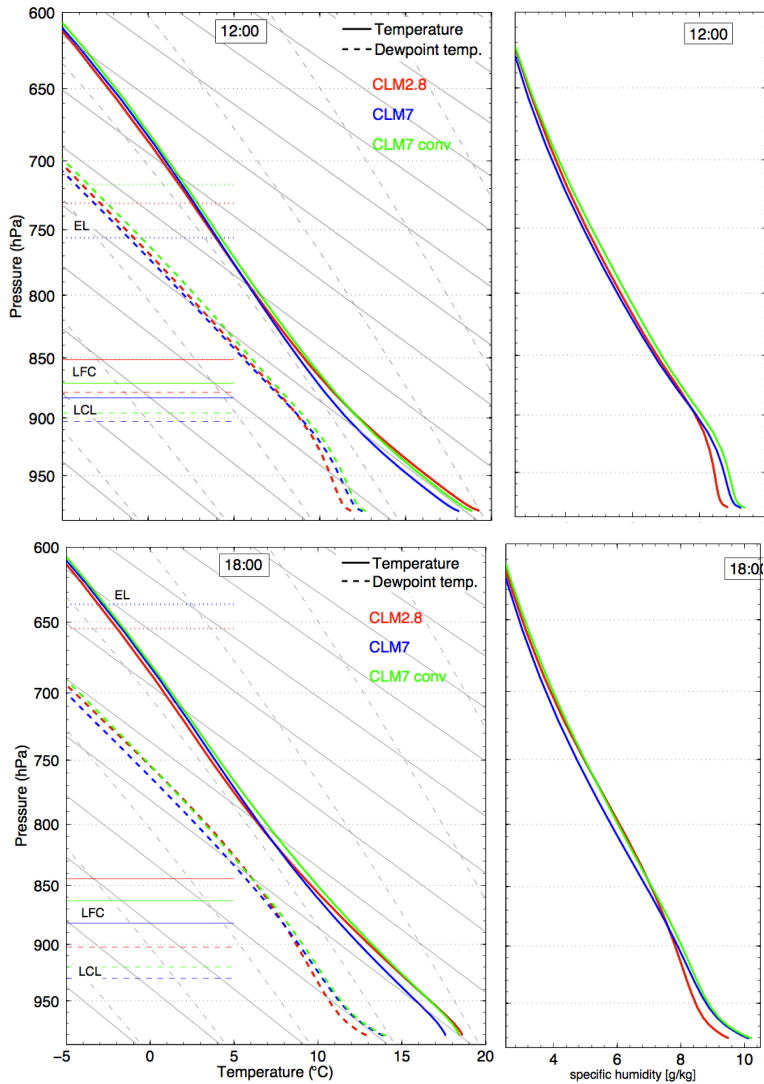 600
650
700
750
800
850
900
950
Pressure (hPa)
12:00
Temperature
Dewpoint temp.
CLM2.8
CLM7
CLM7 conv
EL
LFC
LCL
12:00
600
650
700
750
800
850
900
950
Pressure (hPa)
18:00
Temperature
Dewpoint temp.
CLM2.8
CLM7
CLM7 conv
EL
LFC
LCL
-5
0
5
10
15
20
Temperature (°C)
18:00
4
6
8
10
specific humidity [g/kg]